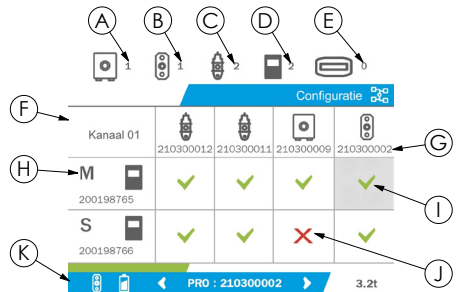 A B C D E
1 1 2 2 0
Configuratie
F
Kanaal 01
210300012 210300011 210300009 210300002
G
H
M
200198765
I
S
200198766
J
K
PRO : 210300002
3.2t